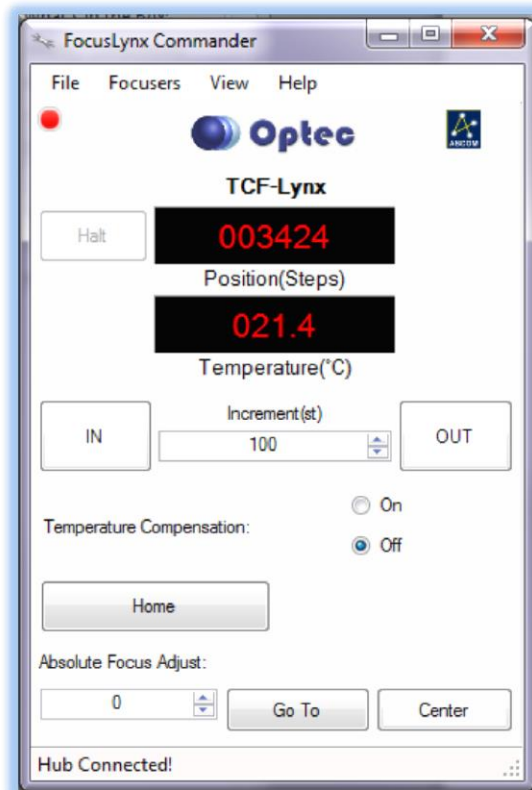 FocusLynx Commander
File Focusers View Help
Optec
ASCOM
TCF-Lynx
Halt
003424
Position(Steps)
021.4
Temperature(°C)
IN
Increment(st)
100
OUT
Temperature Compensation:
On
Off
Home
Absolute Focus Adjust:
0
Go To
Center
Hub Connected!